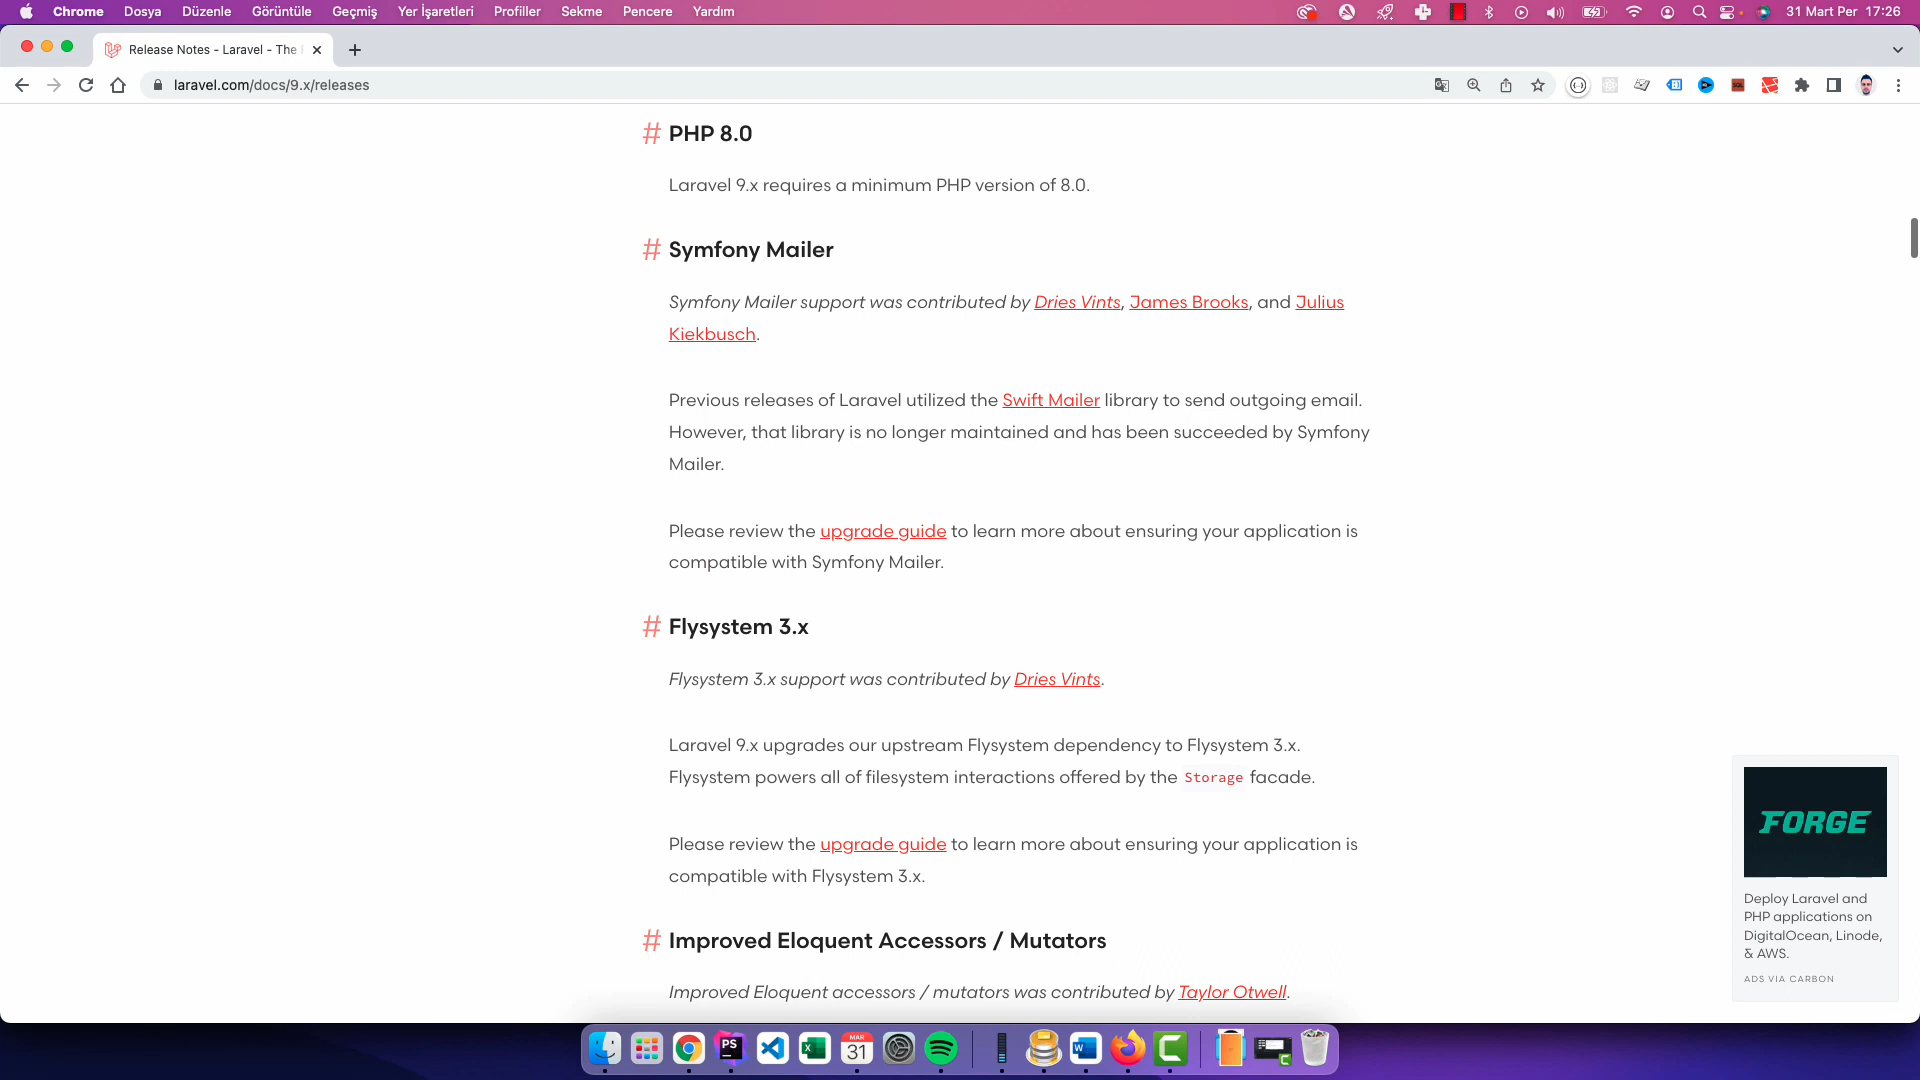 Chrome Dosya Düzenle Görüntüle Geçmiş Yer İşaretleri Profiller Sekme Pencere Yardım 31 Mart Per 17:26
Release Notes - Laravel - The
laravel.com/docs/9.x/releases
# PHP 8.0
Laravel 9.x requires a minimum PHP version of 8.0.
# Symfony Mailer
Symfony Mailer support was contributed by Dries Vints, James Brooks, and Julius
Kiekbusch.
Previous releases of Laravel utilized the Swift Mailer library to send outgoing email.
However, that library is no longer maintained and has been succeeded by Symfony
Mailer.
Please review the upgrade guide to learn more about ensuring your application is
compatible with Symfony Mailer.
# Flysystem 3.x
Flysystem 3.x support was contributed by Dries Vints.
Laravel 9.x upgrades our upstream Flysystem dependency to Flysystem 3.x.
Flysystem powers all of filesystem interactions offered by the Storage facade.
Please review the upgrade guide to learn more about ensuring your application is
compatible with Flysystem 3.x.
# Improved Eloquent Accessors / Mutators
Improved Eloquent accessors / mutators was contributed by Taylor Otwell.
FORGE
Deploy Laravel and
PHP applications on
DigitalOcean, Linode,
& AWS.
ADS VIA CARBON
PS
X
MAR
31
W
C